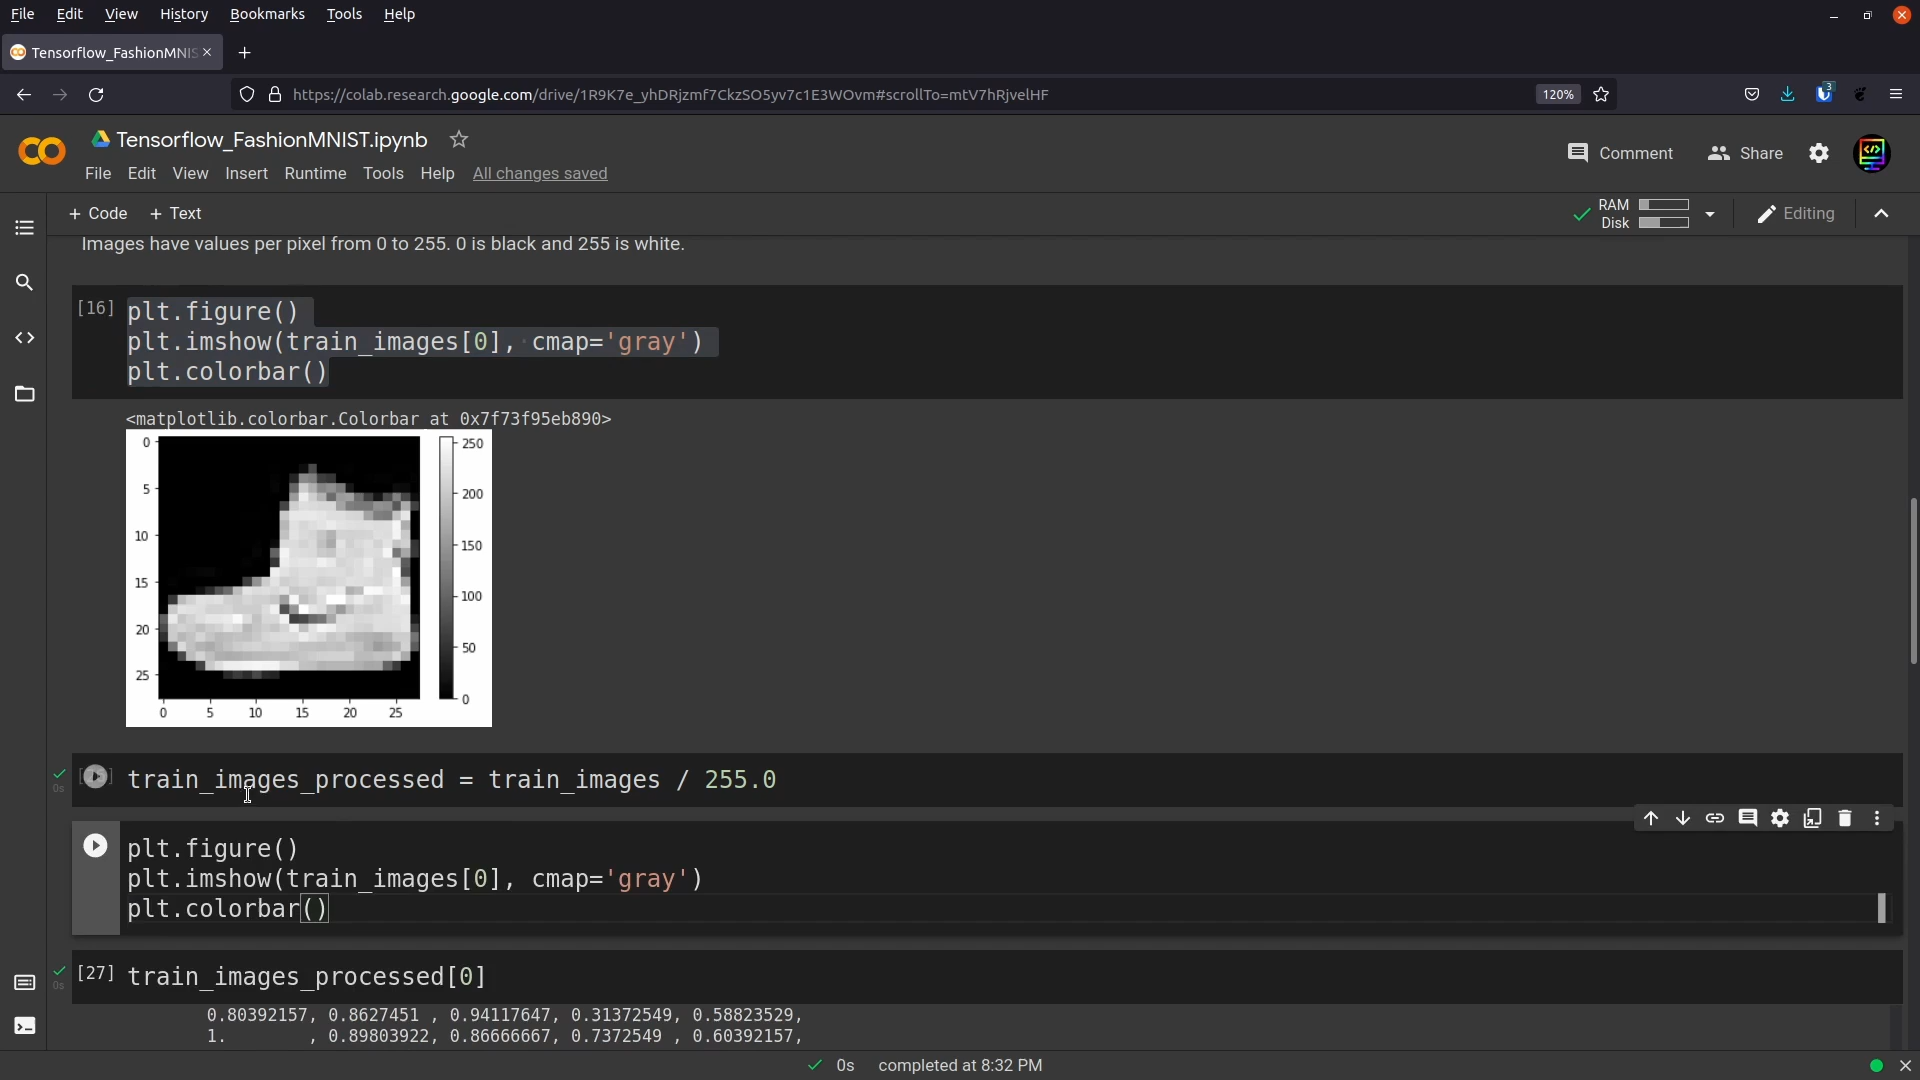 File Edit View History Bookmarks Tools Help
Tensorflow_FashionMNIS
https://colab.research.google.com/drive/1R9K7e_yhDRjzmf7CkzSO5yv7c1E3WOvm#scrollTo=mtV7hRjvelHF 120% 3
Tensorflow_FashionMNIST.ipynb
File Edit View Insert Runtime Tools Help All changes saved
Comment Share
+ Code + Text
RAM
Disk
Editing
Images have values per pixel from 0 to 255. 0 is black and 255 is white.
[16] plt.figure()
plt.imshow(train_images[0], cmap='gray')
plt.colorbar()
<matplotlib.colorbar.Colorbar at 0x7f73f95eb890>
0
5
10
15
20
25
0 5 10 15 20 25
250
200
150
100
50
0
0s train_images_processed = train_images / 255.0
plt.figure()
plt.imshow(train_images[0], cmap='gray')
plt.colorbar()
0s [27] train_images_processed[0]
0.80392157, 0.8627451 , 0.94117647, 0.31372549, 0.58823529,
1. , 0.89803922, 0.86666667, 0.7372549 , 0.60392157,
0s completed at 8:32 PM